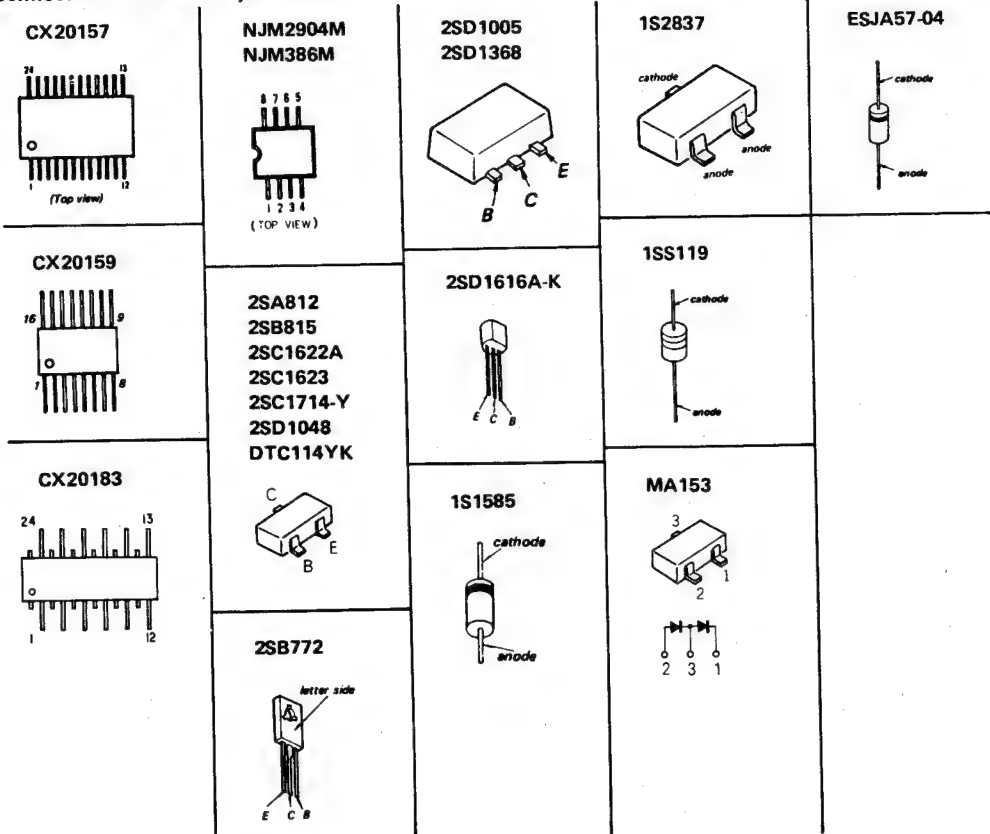 CX20157
24 13
1 12
(Top view)
CX20159
16 9
1 8
CX20183
24 13
1 12
NJM2904M
NJM386M
8 7 6 5
1 2 3 4
(TOP VIEW)
2SA812
2SB815
2SC1622A
2SC1623
2SC1714-Y
2SD1048
DTC114YK
C
E
B
2SB772
letter side
E C B
2SD1005
2SD1368
E
C
B
2SD1616A-K
E C B
1S1585
cathode
anode
1S2837
cathode
anode
anode
1SS119
cathode
anode
MA153
3
1
2
2 3 1
ESJA57-04
cathode
anode